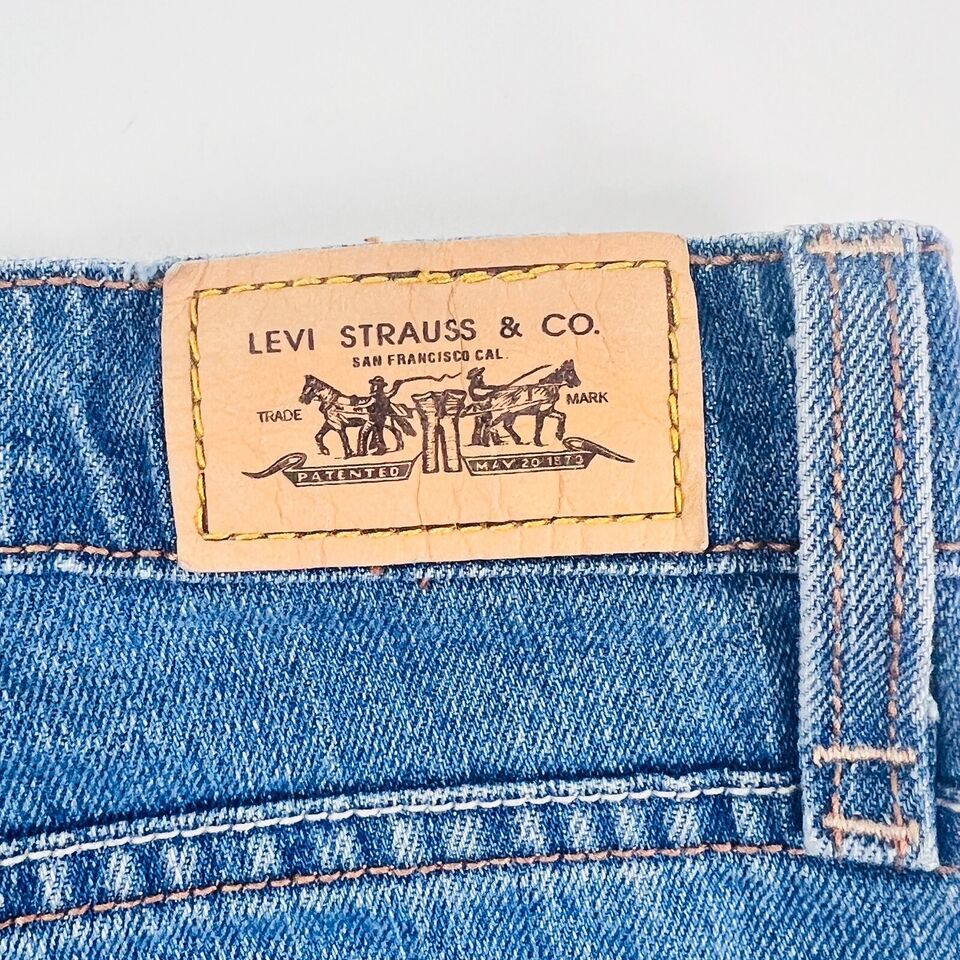 LEVI STRAUSS & CO.
SAN FRANCISCO CAL.
TRADE MARK
PATENTED MAY 20 1873